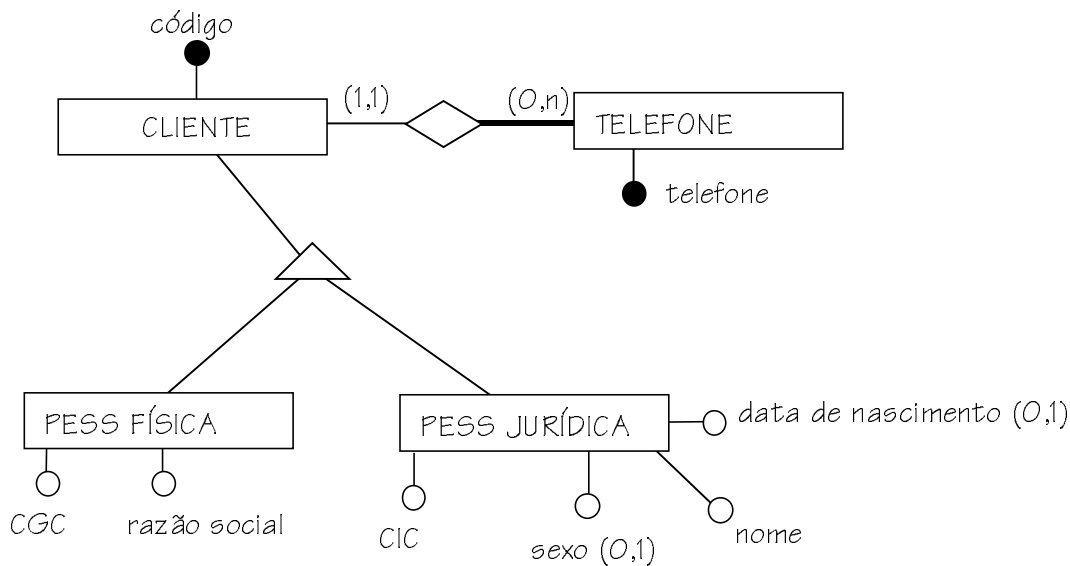 código
(1,1)
(0,n)
CLIENTE
TELEFONE
telefone
PESS FÍSICA
PESS JURÍDICA
data de nascimento (0,1)
CGC
razão social
CIC
sexo (0,1)
nome